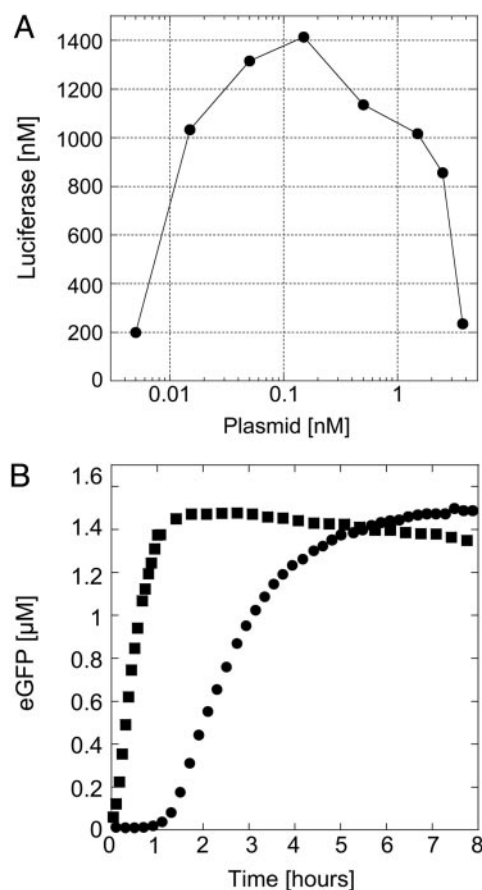 A
1400
1200
1000
800
600
400
200
0
Luciferase [nM]
0.01 0.1 1
Plasmid [nM]
B
1.6
1.4
1.2
1
0.8
0.6
0.4
0.2
0
eGFP [µM]
0 1 2 3 4 5 6 7 8
Time [hours]